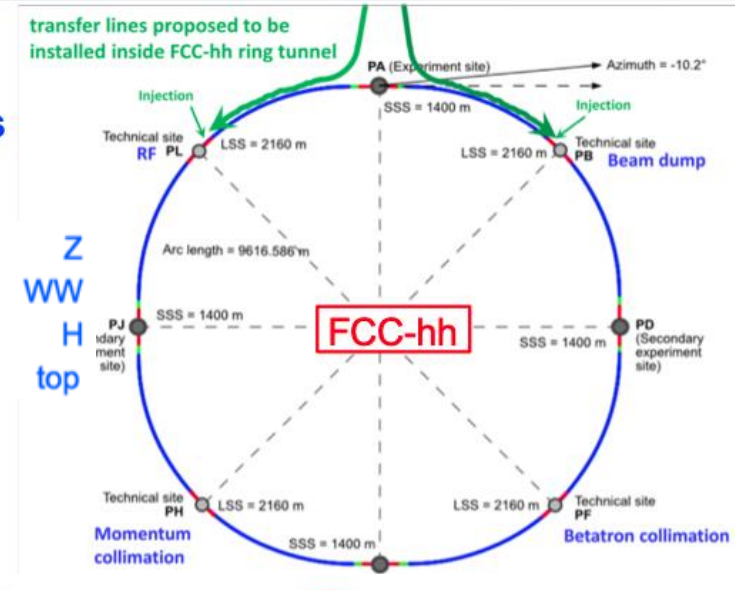 transfer lines proposed to be
installed inside FCC-hh ring tunnel
PA (Experiment site)
Azimuth = -10.2°
Injection
SSS = 1400 m
Injection
s
Technical site
RF PL
LSS = 2160 m
LSS = 2160 m
Technical site
PB
Beam dump
Arc length = 9616.586 m
Z
WW
H
top
PJ
SSS = 1400 m
dary
ment
site)
FCC-hh
SSS = 1400 m
PD
(Secondary
experiment
site)
Technical site
PH
LSS = 2160 m
Momentum
collimation
LSS = 2160 m
Technical site
PF
Betatron collimation
SSS = 1400 m